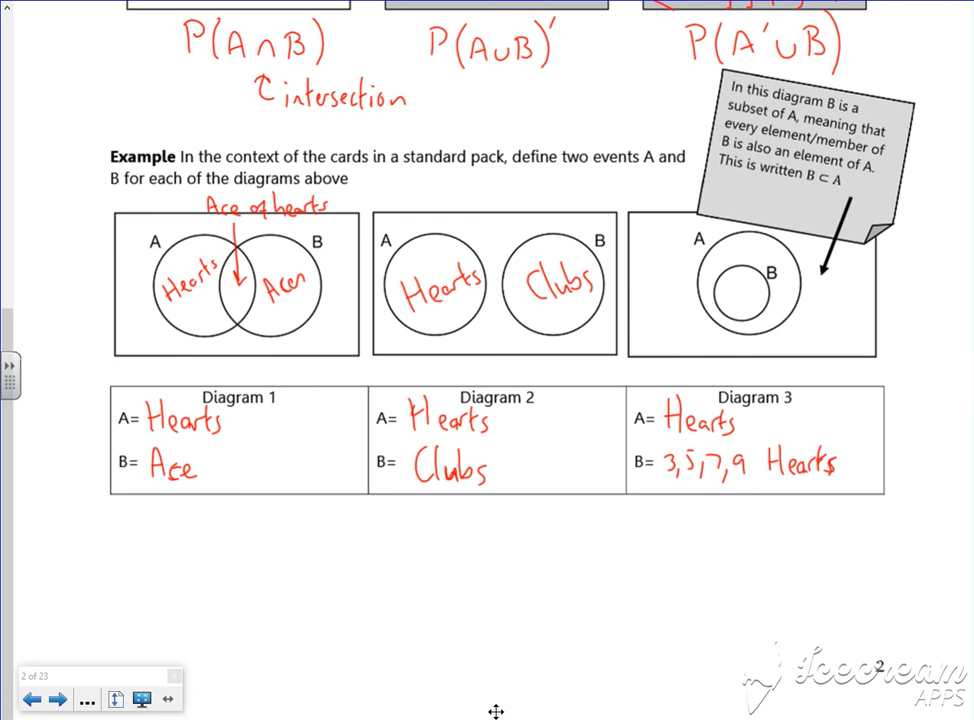 P(A∩B)
P(A∪B)′
P(A′∪B)
intersection
In this diagram B is a
subset of A, meaning that
every element/member of
B is also an element of A.
This is written B ⊂ A
Example In the context of the cards in a standard pack, define two events A and
B for each of the diagrams above
Ace of hearts
A
B
Hearts
Aces
A
B
Hearts
Clubs
A
B
Diagram 1
A= Hearts
B= Ace
Diagram 2
A= Hearts
B= Clubs
Diagram 3
A= Hearts
B= 3,5,7,9 Hearts
2
2 of 23
Icecream
APPS